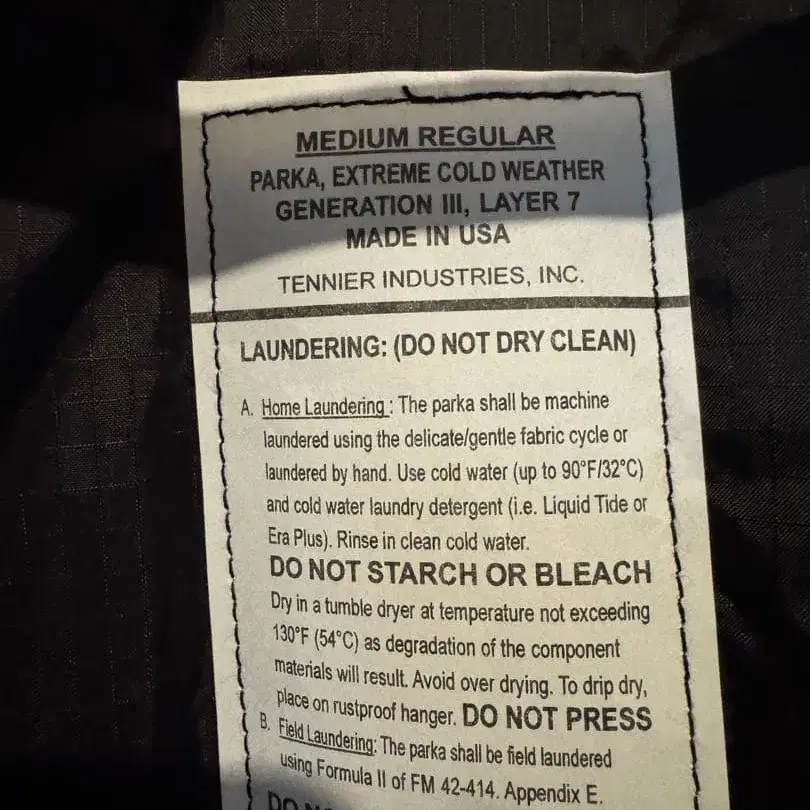 MEDIUM REGULAR
PARKA, EXTREME COLD WEATHER
GENERATION III, LAYER 7
MADE IN USA
TENNIER INDUSTRIES, INC.
LAUNDERING: (DO NOT DRY CLEAN)
A. Home Laundering : The parka shall be machine
laundered using the delicate/gentle fabric cycle or
laundered by hand. Use cold water (up to 90°F/32°C)
and cold water laundry detergent (i.e. Liquid Tide or
Era Plus). Rinse in clean cold water.
DO NOT STARCH OR BLEACH
Dry in a tumble dryer at temperature not exceeding
130°F (54°C) as degradation of the component
materials will result. Avoid over drying. To drip dry,
place on rustproof hanger. DO NOT PRESS
B. Field Laundering: The parka shall be field laundered
using Formula II of FM 42-414. Appendix E.
DO